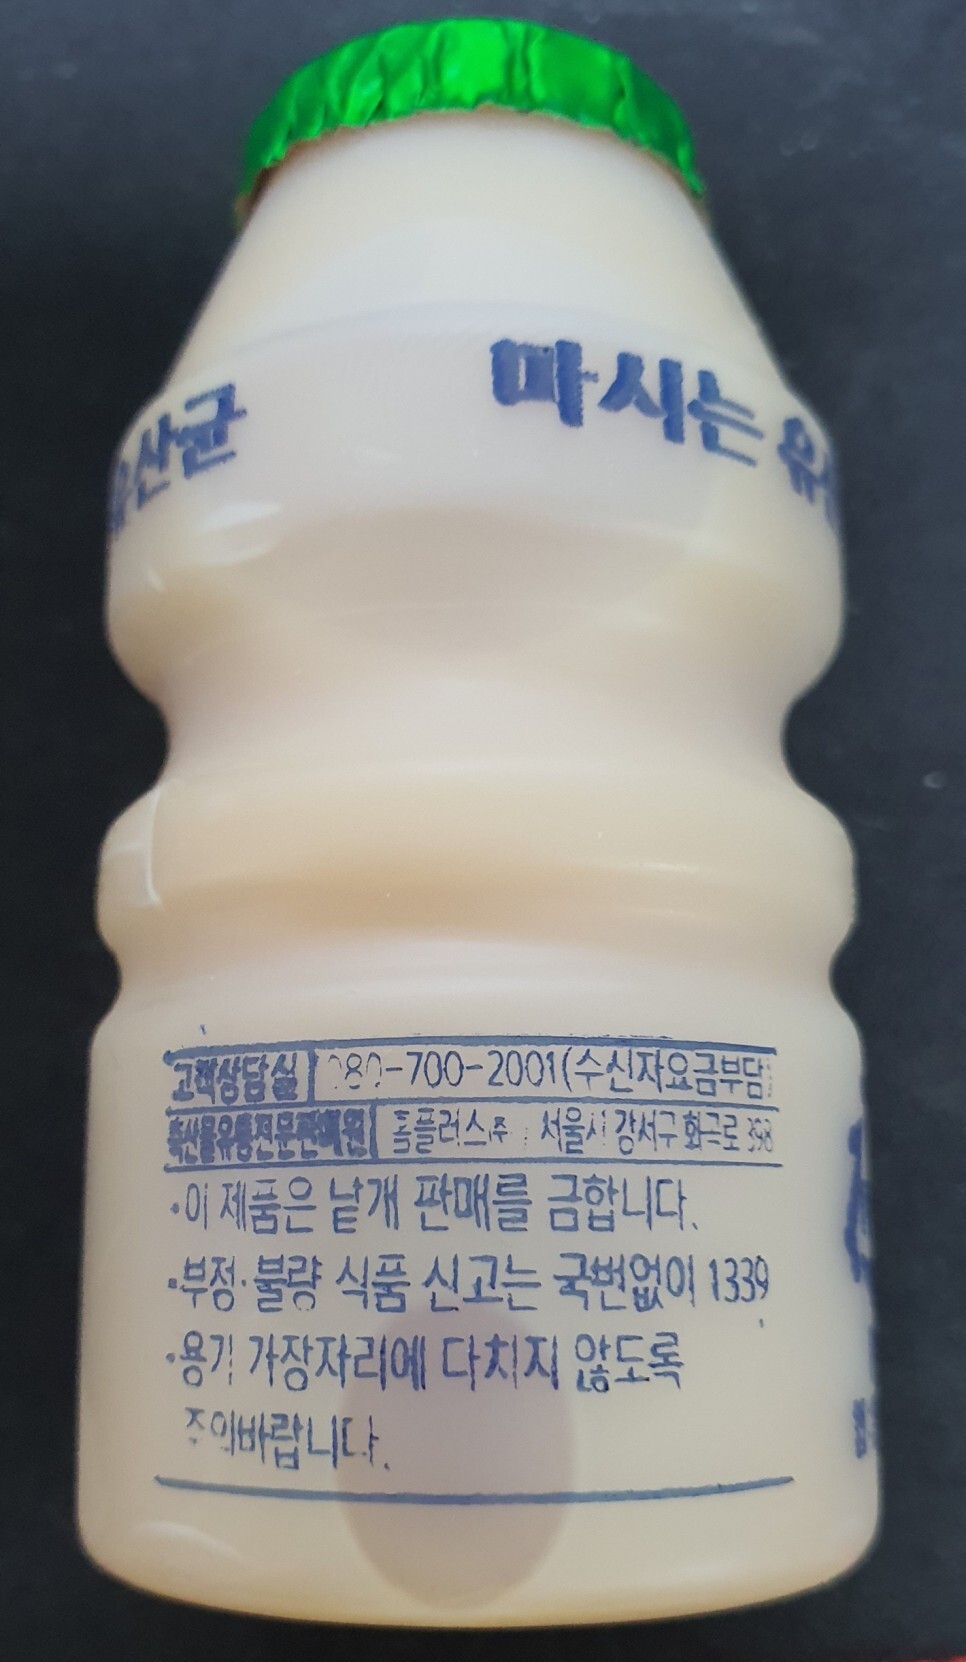 유산균
마시는 유산
고객상담실 080-700-2001(수신자요금부담)
축산물유통전문판매원 홈플러스㈜ 서울시 강서구 화곡로 398
·이 제품은 낱개 판매를 금합니다.
·부정·불량 식품 신고는 국번없이 1339
·용기 가장자리에 다치지 않도록
주의바랍니다.